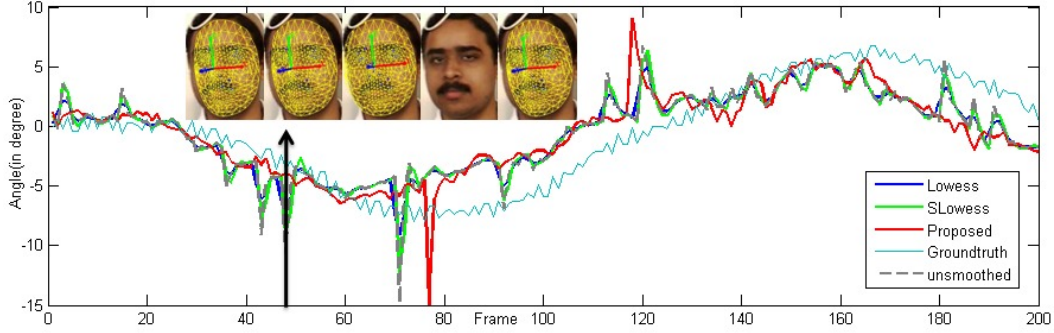 10
5
0
-5
-10
-15
Angle(in degree)
0 20 40 60 80 Frame 100 120 140 160 180 200
Lowess
SLowess
Proposed
Groundtruth
unsmoothed